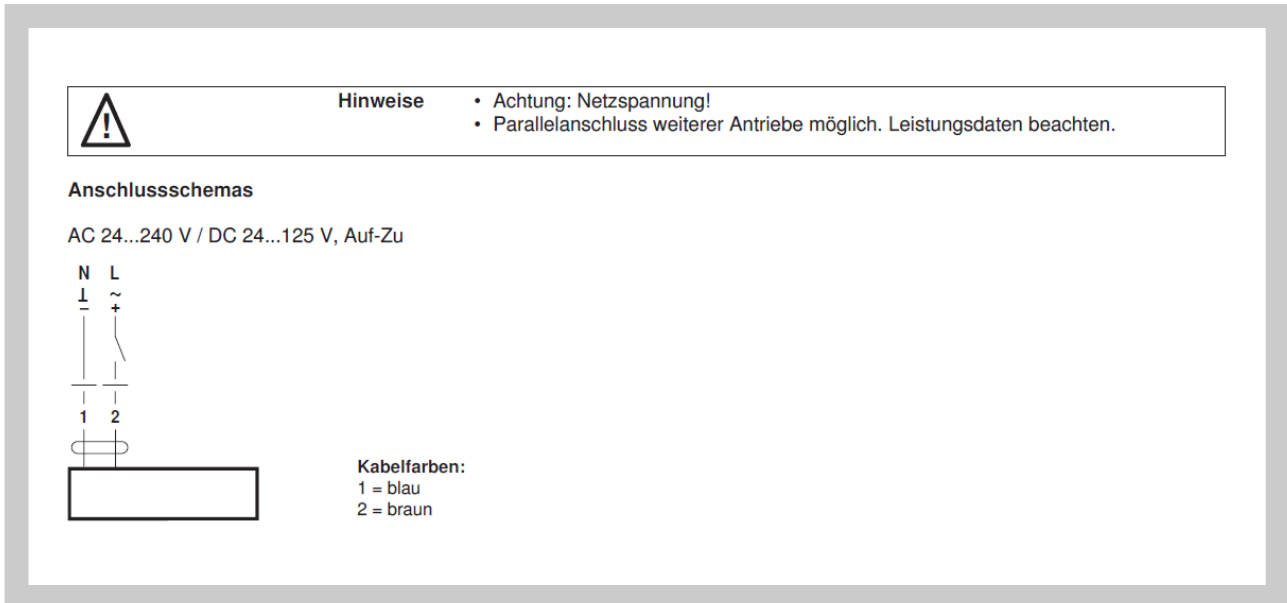 Hinweise • Achtung: Netzspannung!
• Parallelanschluss weiterer Antriebe möglich. Leistungsdaten beachten.
Anschlussschemas
AC 24...240 V / DC 24...125 V, Auf-Zu
N L
⊥ ~
− +
1 2
Kabelfarben:
1 = blau
2 = braun